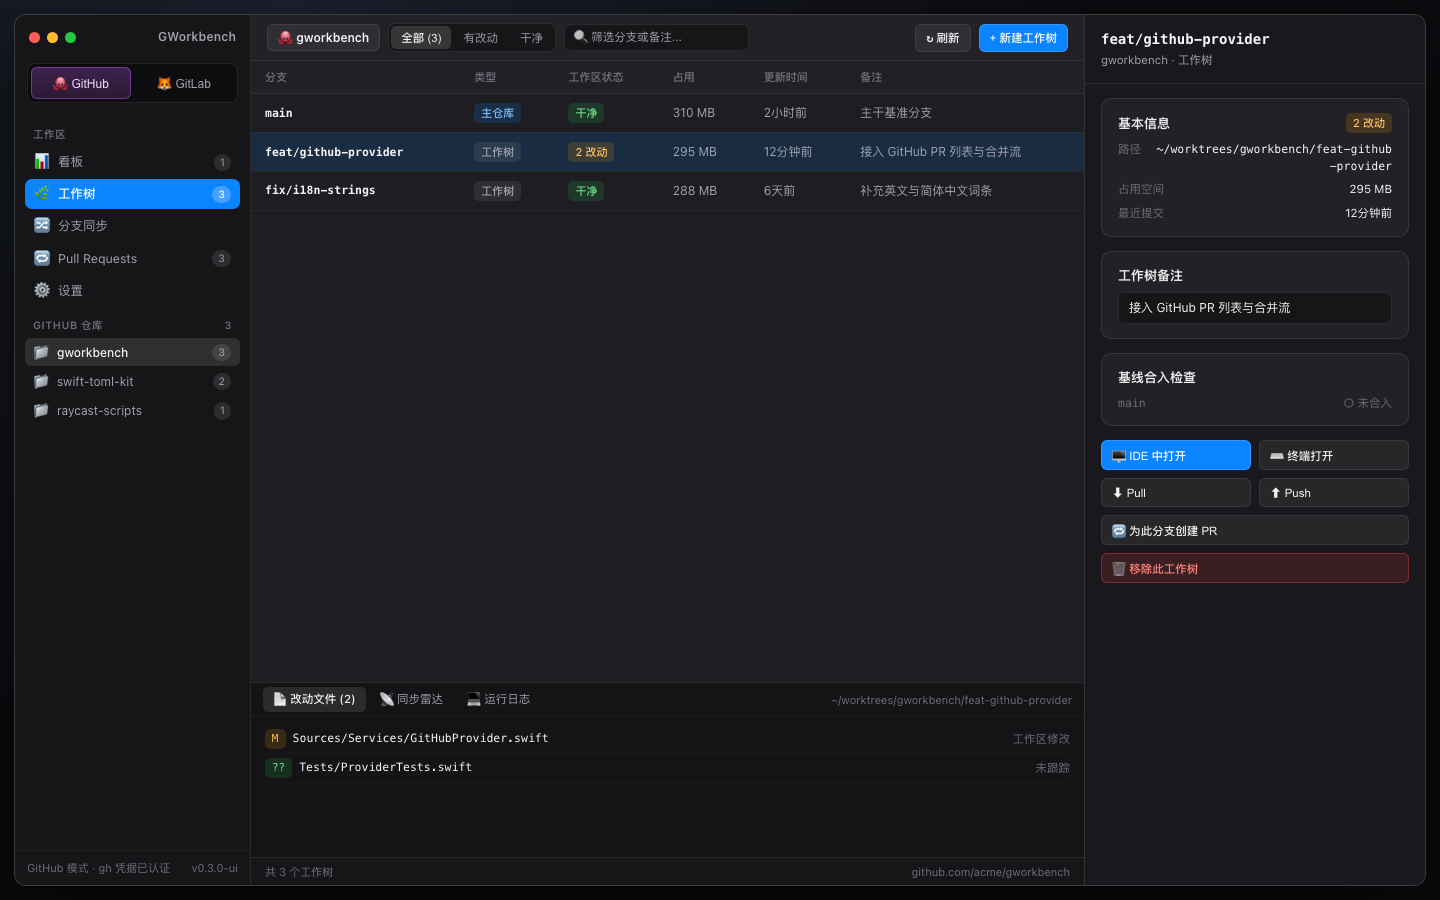 GWorkbench
GitHub
GitLab
工作区
看板 1
工作树 3
分支同步
Pull Requests 3
设置
GITHUB 仓库 3
gworkbench 3
swift-toml-kit 2
raycast-scripts 1
GitHub 模式 · gh 凭据已认证 v0.3.0-ui
gworkbench 全部 (3) 有改动 干净 筛选分支或备注... ↻ 刷新 + 新建工作树
分支 类型 工作区状态 占用 更新时间 备注
main 主仓库 干净 310 MB 2小时前 主干基准分支
feat/github-provider 工作树 2 改动 295 MB 12分钟前 接入 GitHub PR 列表与合并流
fix/i18n-strings 工作树 干净 288 MB 6天前 补充英文与简体中文词条
改动文件 (2) 同步雷达 运行日志 ~/worktrees/gworkbench/feat-github-provider
M Sources/Services/GitHubProvider.swift 工作区修改
?? Tests/ProviderTests.swift 未跟踪
共 3 个工作树 github.com/acme/gworkbench
feat/github-provider
gworkbench · 工作树
基本信息 2 改动
路径 ~/worktrees/gworkbench/feat-github
-provider
占用空间 295 MB
最近提交 12分钟前
工作树备注
接入 GitHub PR 列表与合并流
基线合入检查
main ○ 未合入
IDE 中打开
终端打开
⬇ Pull
⬆ Push
为此分支创建 PR
移除此工作树